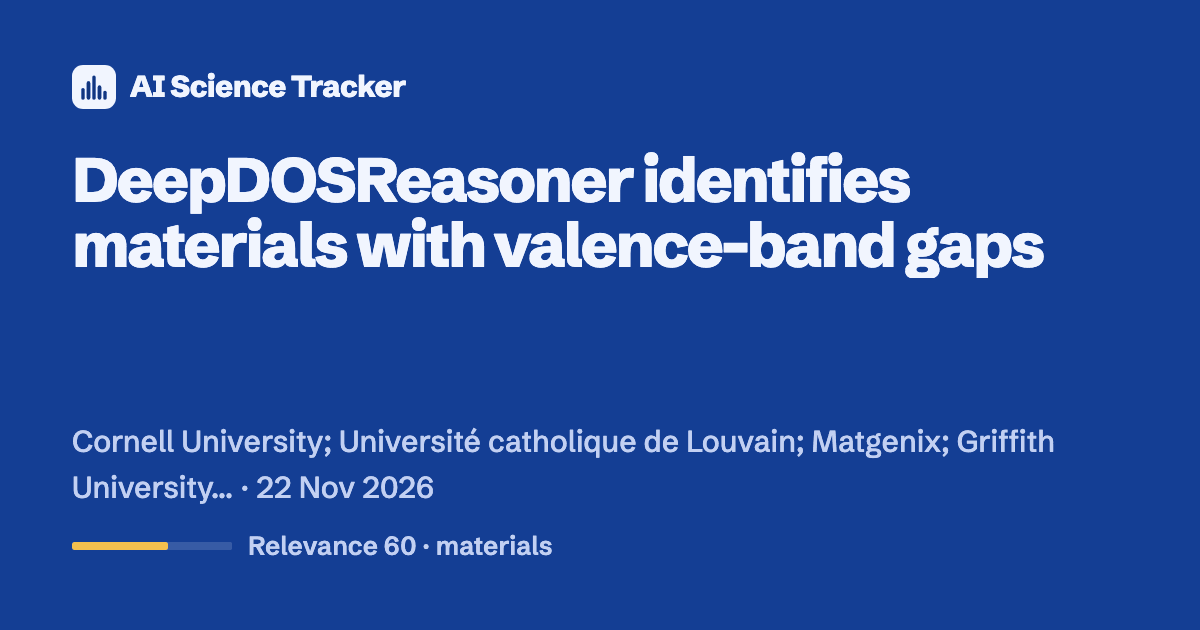 AI Science Tracker
DeepDOSReasoner identifies
materials with valence-band gaps
Cornell University; Université catholique de Louvain; Matgenix; Griffith
University... · 22 Nov 2026
Relevance 60 · materials